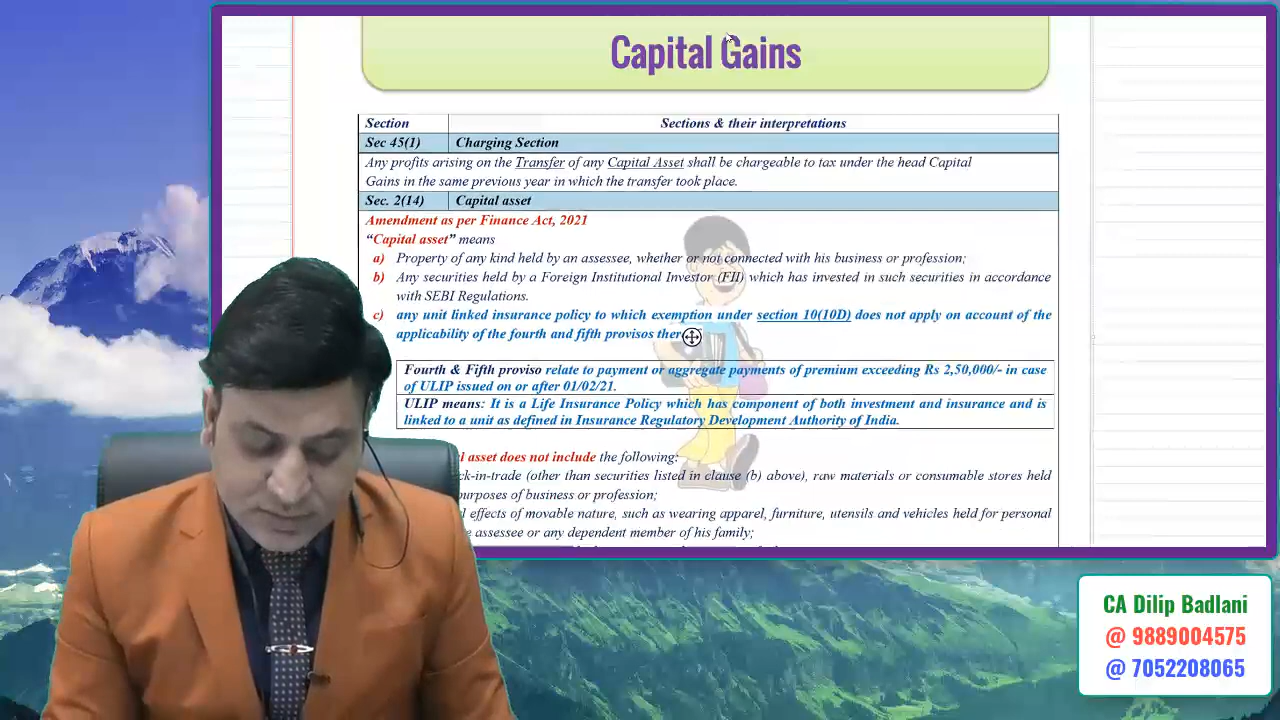 Capital Gains
Section Sections & their interpretations
Sec 45(1) Charging Section
Any profits arising on the Transfer of any Capital Asset shall be chargeable to tax under the head Capital
Gains in the same previous year in which the transfer took place.
Sec. 2(14) Capital asset
Amendment as per Finance Act, 2021
“Capital asset” means
a) Property of any kind held by an assessee, whether or not connected with his business or profession;
b) Any securities held by a Foreign Institutional Investor (FII) which has invested in such securities in accordance
with SEBI Regulations.
c) any unit linked insurance policy to which exemption under section 10(10D) does not apply on account of the
applicability of the fourth and fifth provisos ther
Fourth & Fifth proviso relate to payment or aggregate payments of premium exceeding Rs 2,50,000/- in case
of ULIP issued on or after 01/02/21.
ULIP means: It is a Life Insurance Policy which has component of both investment and insurance and is
linked to a unit as defined in Insurance Regulatory Development Authority of India.
l asset does not include the following:
ck-in-trade (other than securities listed in clause (b) above), raw materials or consumable stores held
purposes of business or profession;
l effects of movable nature, such as wearing apparel, furniture, utensils and vehicles held for personal
e assessee or any dependent member of his family;
CA Dilip Badlani
@ 9889004575
@ 7052208065